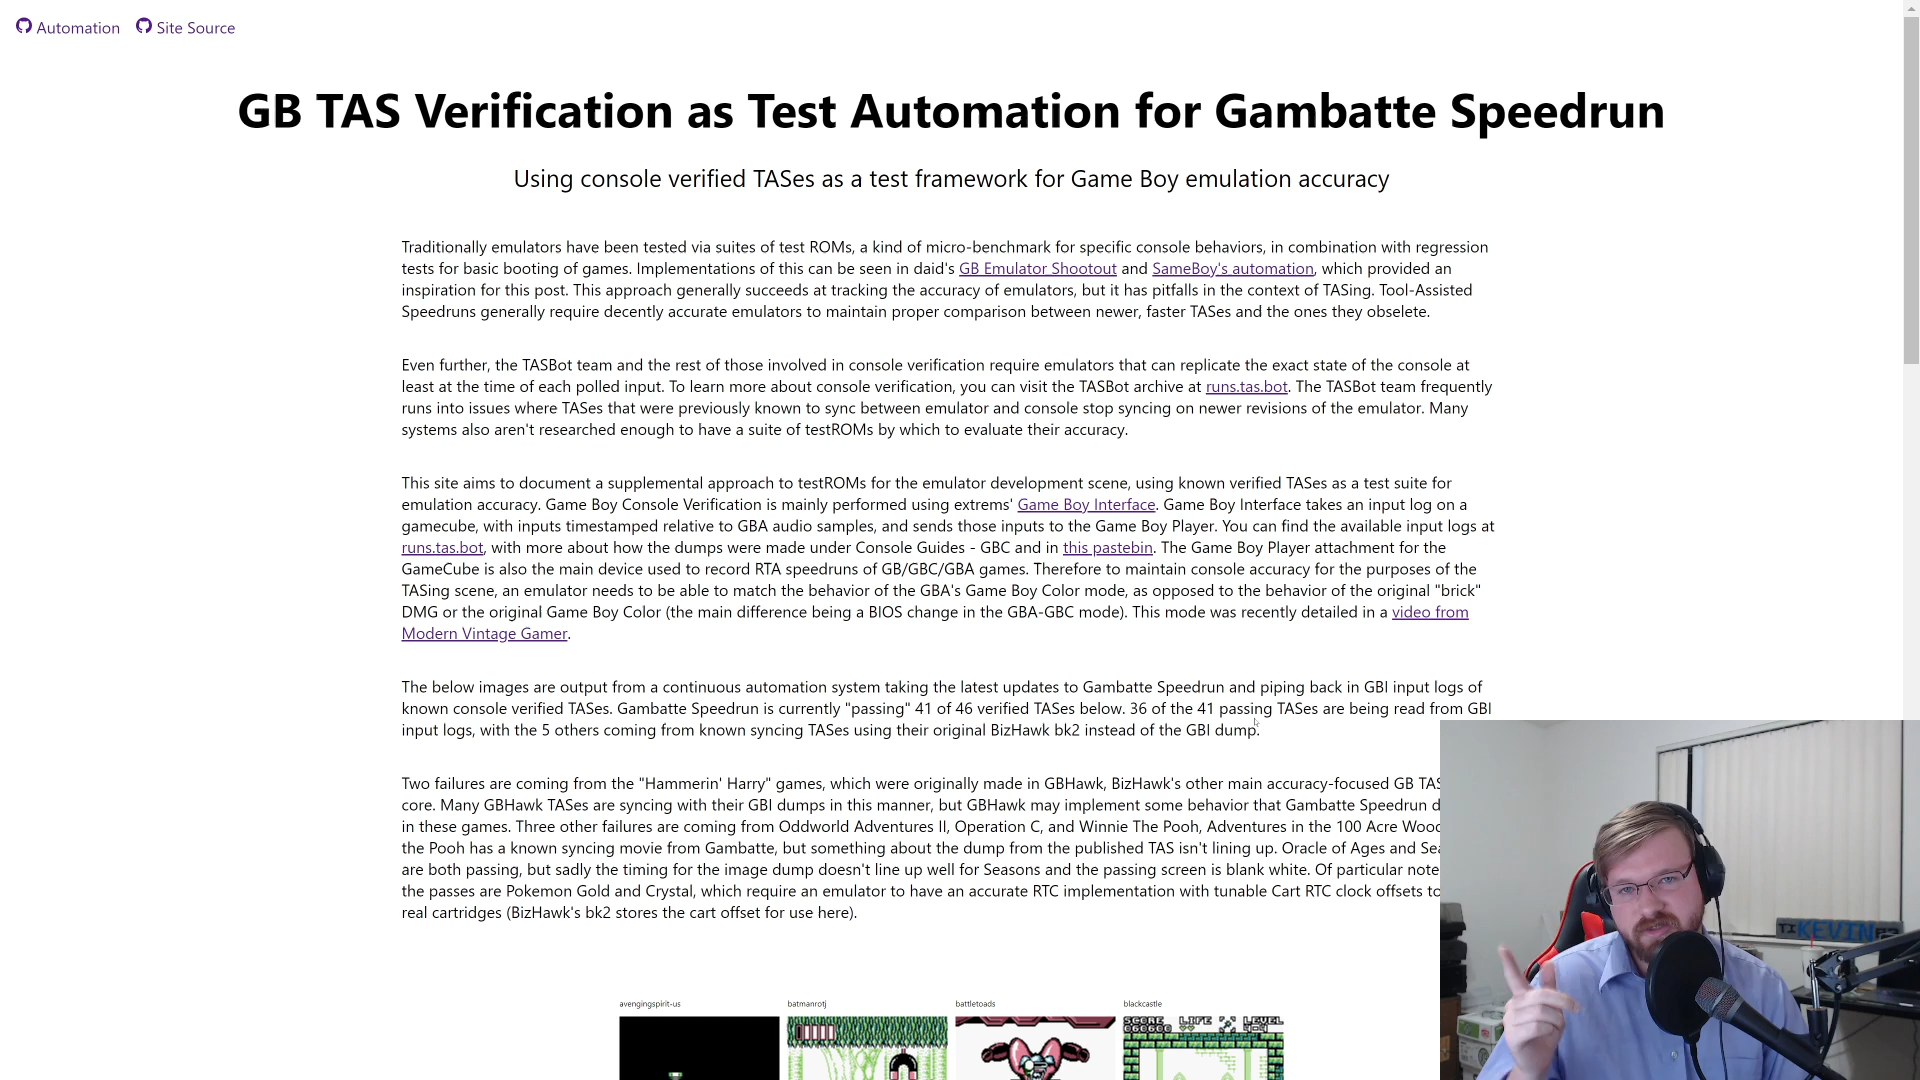 Automation Site Source
GB TAS Verification as Test Automation for Gambatte Speedrun
Using console verified TASes as a test framework for Game Boy emulation accuracy
Traditionally emulators have been tested via suites of test ROMs, a kind of micro-benchmark for specific console behaviors, in combination with regression
tests for basic booting of games. Implementations of this can be seen in daid's GB Emulator Shootout and SameBoy's automation, which provided an
inspiration for this post. This approach generally succeeds at tracking the accuracy of emulators, but it has pitfalls in the context of TASing. Tool-Assisted
Speedruns generally require decently accurate emulators to maintain proper comparison between newer, faster TASes and the ones they obselete.
Even further, the TASBot team and the rest of those involved in console verification require emulators that can replicate the exact state of the console at
least at the time of each polled input. To learn more about console verification, you can visit the TASBot archive at runs.tas.bot. The TASBot team frequently
runs into issues where TASes that were previously known to sync between emulator and console stop syncing on newer revisions of the emulator. Many
systems also aren't researched enough to have a suite of testROMs by which to evaluate their accuracy.
This site aims to document a supplemental approach to testROMs for the emulator development scene, using known verified TASes as a test suite for
emulation accuracy. Game Boy Console Verification is mainly performed using extrems' Game Boy Interface. Game Boy Interface takes an input log on a
gamecube, with inputs timestamped relative to GBA audio samples, and sends those inputs to the Game Boy Player. You can find the available input logs at
runs.tas.bot, with more about how the dumps were made under Console Guides - GBC and in this pastebin. The Game Boy Player attachment for the
GameCube is also the main device used to record RTA speedruns of GB/GBC/GBA games. Therefore to maintain console accuracy for the purposes of the
TASing scene, an emulator needs to be able to match the behavior of the GBA's Game Boy Color mode, as opposed to the behavior of the original "brick"
DMG or the original Game Boy Color (the main difference being a BIOS change in the GBA-GBC mode). This mode was recently detailed in a video from
Modern Vintage Gamer.
The below images are output from a continuous automation system taking the latest updates to Gambatte Speedrun and piping back in GBI input logs of
known console verified TASes. Gambatte Speedrun is currently "passing" 41 of 46 verified TASes below. 36 of the 41 passing TASes are being read from GBI
input logs, with the 5 others coming from known syncing TASes using their original BizHawk bk2 instead of the GBI dump.
Two failures are coming from the "Hammerin' Harry" games, which were originally made in GBHawk, BizHawk's other main accuracy-focused GB TAS
core. Many GBHawk TASes are syncing with their GBI dumps in this manner, but GBHawk may implement some behavior that Gambatte Speedrun d
in these games. Three other failures are coming from Oddworld Adventures II, Operation C, and Winnie The Pooh, Adventures in the 100 Acre Wood
the Pooh has a known syncing movie from Gambatte, but something about the dump from the published TAS isn't lining up. Oracle of Ages and Sea
are both passing, but sadly the timing for the image dump doesn't line up well for Seasons and the passing screen is blank white. Of particular note
the passes are Pokemon Gold and Crystal, which require an emulator to have an accurate RTC implementation with tunable Cart RTC clock offsets to
real cartridges (BizHawk's bk2 stores the cart offset for use here).
avengingspirit-us batmanrotj battletoads blackcastle
SCORE LIFE LEVEL
KEVIN